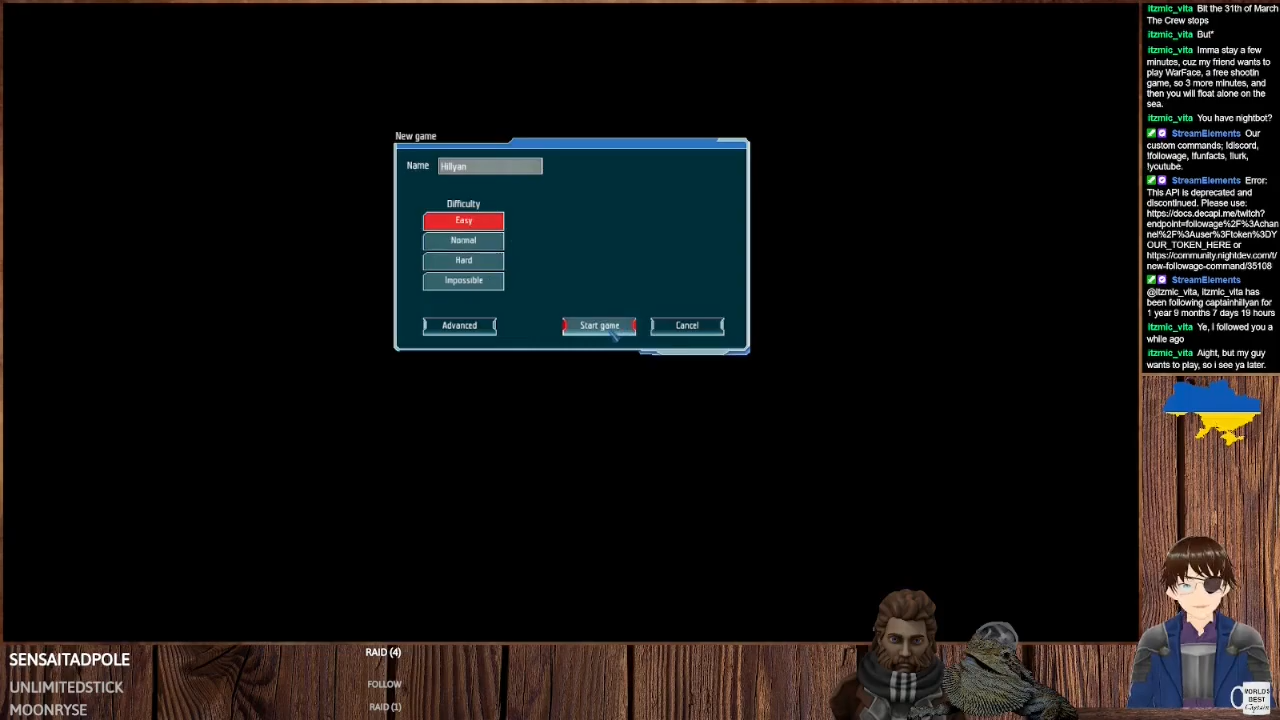 New game
Name
Hillyan
Difficulty
Easy
Normal
Hard
Impossible
Advanced
Start game
Cancel
itzmic_vita Bit the 31th of March
The Crew stops
itzmic_vita But*
itzmic_vita Imma stay a few
minutes, cuz my friend wants to
play WarFace, a free shootin
game, so 3 more minutes, and
then you will float alone on the
sea.
itzmic_vita You have nightbot?
StreamElements Our
custom commands; !discord,
!followage, !funfacts, !lurk,
!youtube.
StreamElements Error:
This API is deprecated and
discontinued. Please use:
https://docs.decapi.me/twitch?
endpoint=followage%2F%3Achan
nel%2F%3Auser%3Ftoken%3DY
OUR_TOKEN_HERE or
https://community.nightdev.com/t/
new-followage-command/35108
StreamElements
@itzmic_vita, itzmic_vita has
been following captainhillyan for
1 year 9 months 7 days 19 hours
itzmic_vita Ye, I followed you a
while ago
itzmic_vita Aight, but my guy
wants to play, so i see ya later.
SENSAITADPOLE
RAID (4)
UNLIMITEDSTICK
FOLLOW
MOONRYSE
RAID (1)
WORLD'S
BEST
Captain